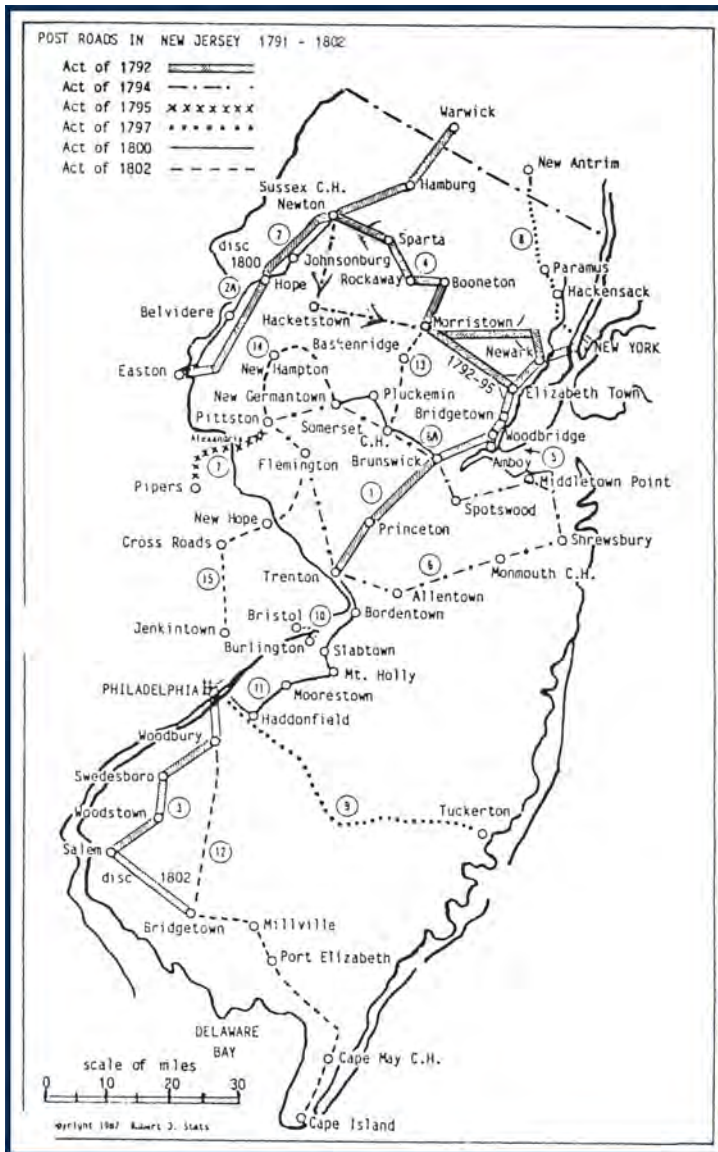 POST ROADS IN NEW JERSEY 1791 - 1802
Act of 1792
Act of 1794
Act of 1795
Act of 1797
Act of 1800
Act of 1802
Warwick
New Antrim
Sussex C.H.
Newton
Hamburg
2
8
disc
1800
Sparta
Johnsonburg
4
Paramus
2A
Hope
Rockaway
Booneton
Hackensack
Belvidere
Hacketstown
Morristown
14
Baskenridge
Newark
NEW YORK
Easton
New Hampton
13
1792-95
Pluckemin
Elizabeth Town
New Germantown
Bridgetown
Pittston
Somerset
C.H.
6A
Woodbridge
Alexandria
Brunswick
Amboy
5
7
Flemington
Middletown Point
Pipers
1
Spotswood
New Hope
Princeton
Cross Roads
Shrewsbury
6
Monmouth C.H.
Trenton
15
Allentown
Bristol
10
Bordentown
Jenkintown
Burlington
Slabtown
Mt. Holly
PHILADELPHIA
11
Moorestown
Haddonfield
Woodbury
Swedesboro
9
Tuckerton
Woodstown
3
Salem
12
disc 1802
Bridgetown
Millville
Port Elizabeth
DELAWARE
BAY
scale of miles
Cape May C.H.
0 10 20 30
Cape Island
opyright 1987 Robert J. Stets